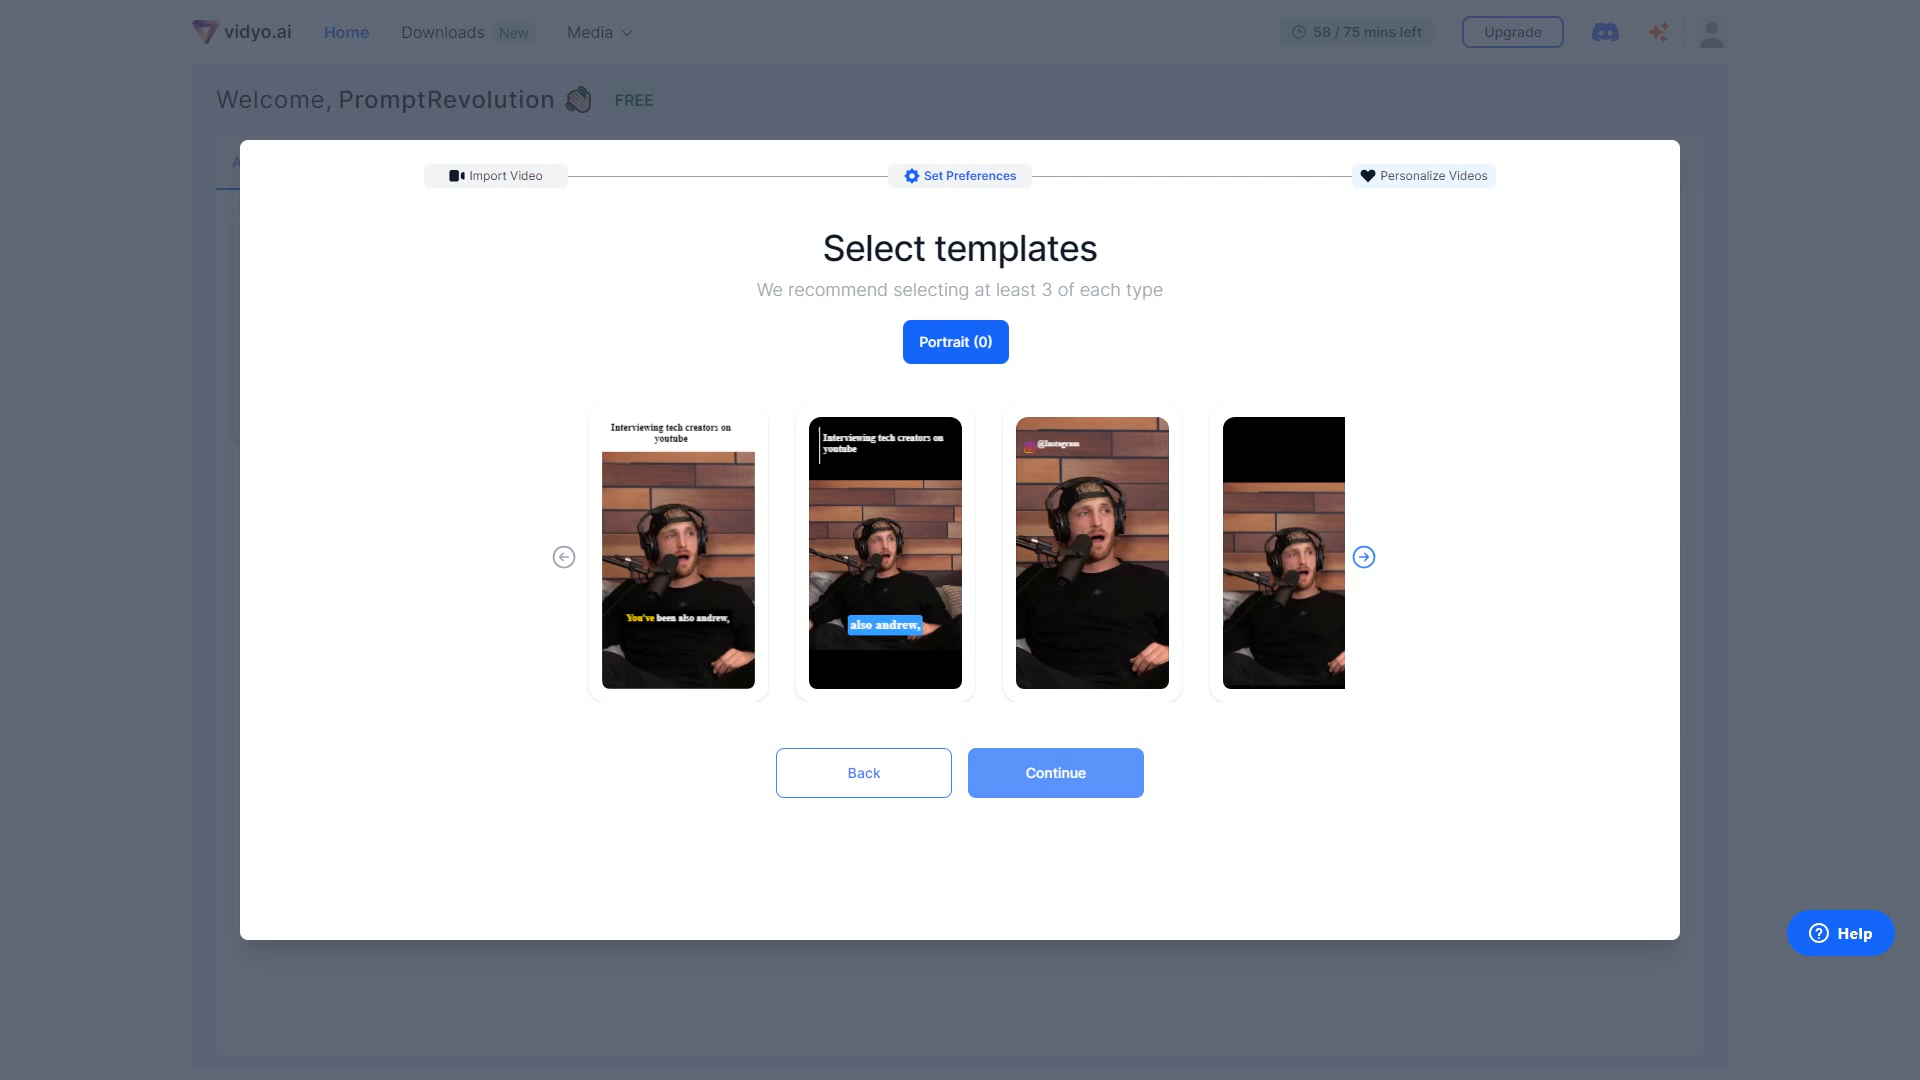 vidyo.ai
Home
Downloads
New
Media
58 / 75 mins left
Upgrade
Welcome, PromptRevolution
FREE
Import Video
Set Preferences
Personalize Videos
Select templates
We recommend selecting at least 3 of each type
Portrait (0)
Interviewing tech creators on
youtube
You've been also andrew,
Interviewing tech creators on
youtube
also andrew,
@Instagram
Back
Continue
Help